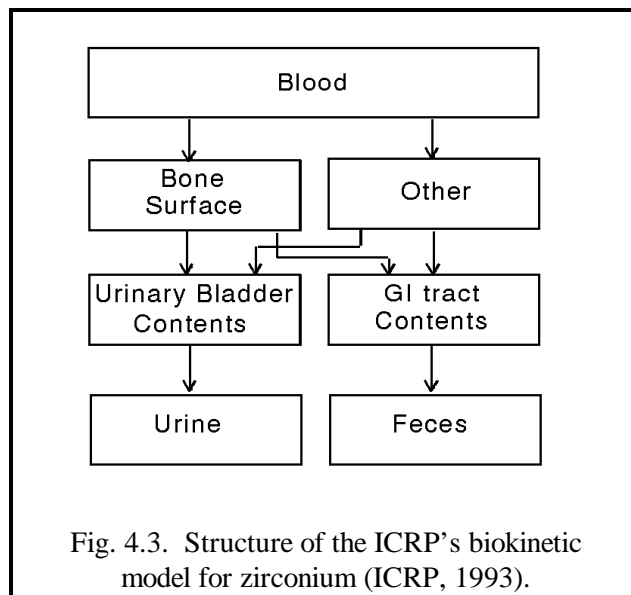 Blood
Bone
Surface
Other
Urinary Bladder
Contents
GI tract
Contents
Urine
Feces
Fig. 4.3. Structure of the ICRP's biokinetic
model for zirconium (ICRP, 1993).